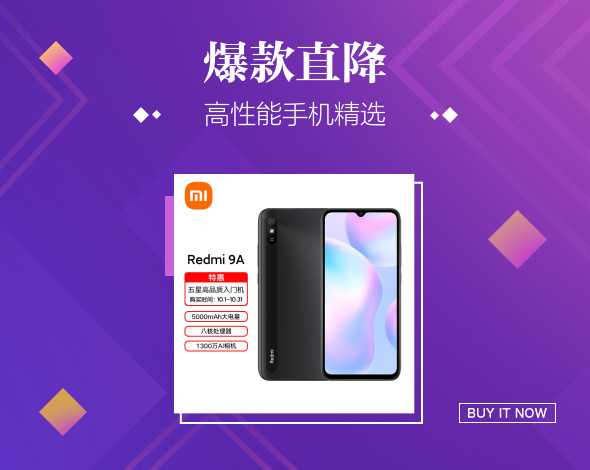 爆款直降
高性能手机精选
mi
Redmi 9A
特惠
五星高品质入门机
购买时间：10.1-10.31
5000mAh大电量
八核处理器
1300万AI相机
Redmi
BUY IT NOW